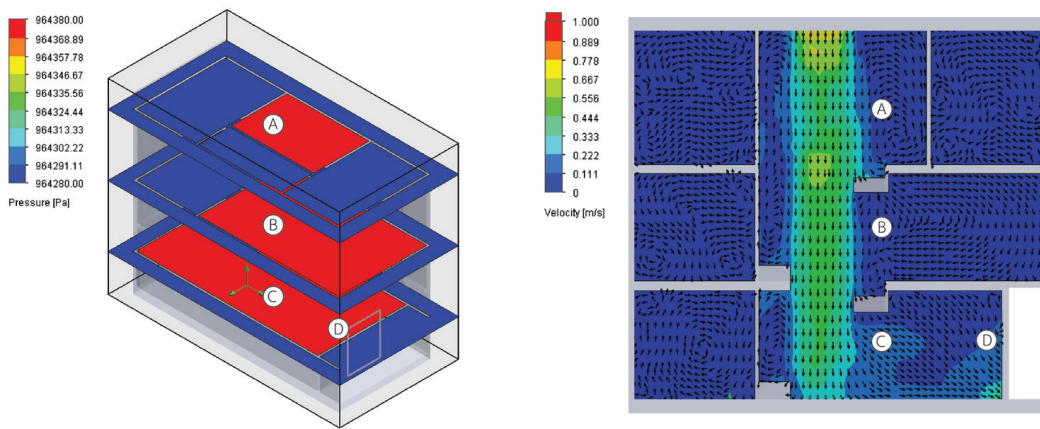 964380.00
964368.89
964357.78
964346.67
964335.56
964324.44
964313.33
964302.22
964291.11
964280.00
Pressure [Pa]
A
B
C
D
1.000
0.889
0.778
0.667
0.556
0.444
0.333
0.222
0.111
0
Velocity [m/s]
A
B
C
D